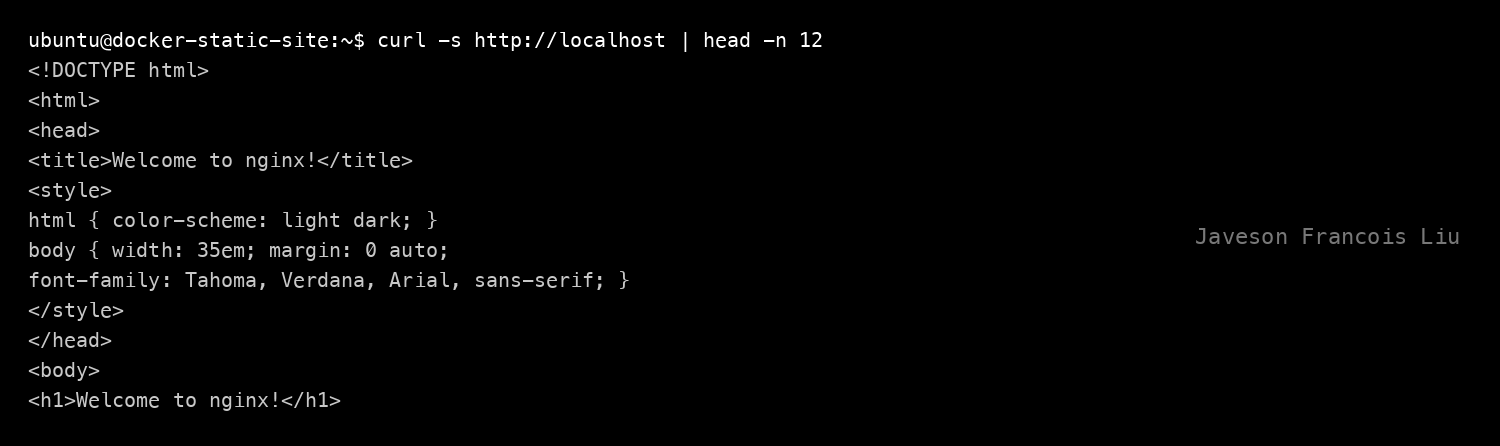 ubuntu@docker-static-site:~$ curl -s http://localhost | head -n 12
<!DOCTYPE html>
<html>
<head>
<title>Welcome to nginx!</title>
<style>
html { color-scheme: light dark; }
body { width: 35em; margin: 0 auto;
Javeson Francois Liu
font-family: Tahoma, Verdana, Arial, sans-serif; }
</style>
</head>
<body>
<h1>Welcome to nginx!</h1>